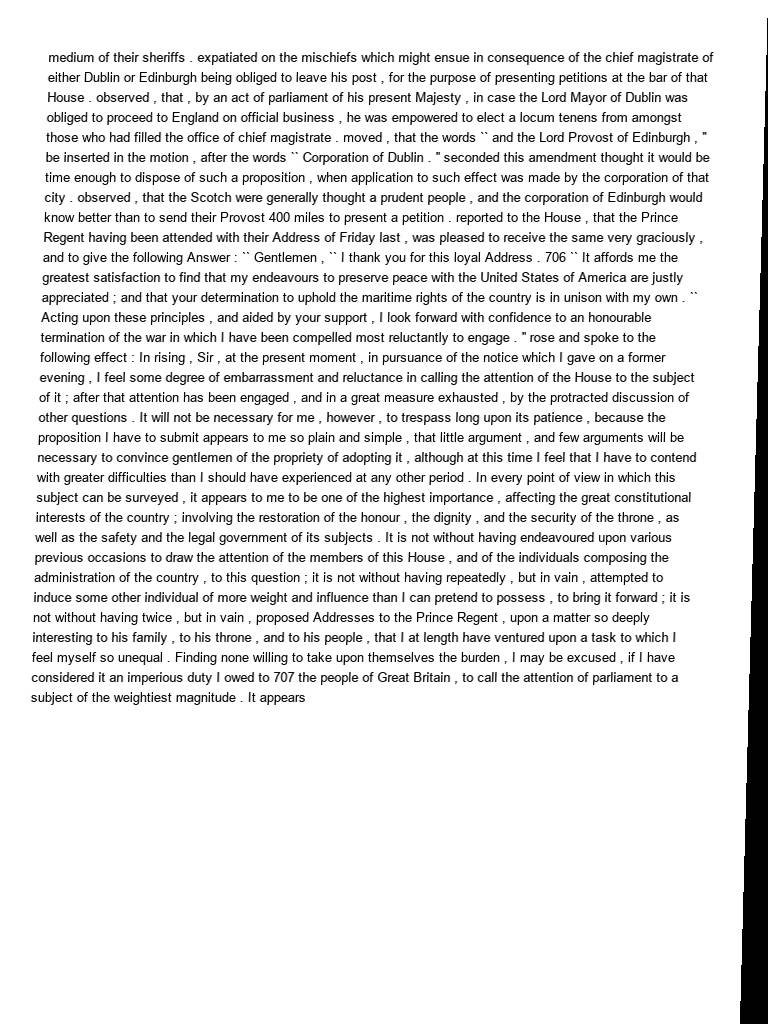 medium of their sheriffs . expatiated on the mischiefs which might ensue in consequence of the chief magistrate of
either Dublin or Edinburgh being obliged to leave his post , for the purpose of presenting petitions at the bar of that
House . observed , that , by an act of parliament of his present Majesty , in case the Lord Mayor of Dublin was
obliged to proceed to England on official business , he was empowered to elect a locum tenens from amongst
those who had filled the office of chief magistrate . moved , that the words `` and the Lord Provost of Edinburgh , "
be inserted in the motion , after the words `` Corporation of Dublin . " seconded this amendment thought it would be
time enough to dispose of such a proposition , when application to such effect was made by the corporation of that
city . observed , that the Scotch were generally thought a prudent people , and the corporation of Edinburgh would
know better than to send their Provost 400 miles to present a petition . reported to the House , that the Prince
Regent having been attended with their Address of Friday last , was pleased to receive the same very graciously ,
and to give the following Answer : `` Gentlemen , `` I thank you for this loyal Address . 706 `` It affords me the
greatest satisfaction to find that my endeavours to preserve peace with the United States of America are justly
appreciated ; and that your determination to uphold the maritime rights of the country is in unison with my own . ``
Acting upon these principles , and aided by your support , I look forward with confidence to an honourable
termination of the war in which I have been compelled most reluctantly to engage . " rose and spoke to the
following effect : In rising , Sir , at the present moment , in pursuance of the notice which I gave on a former
evening , I feel some degree of embarrassment and reluctance in calling the attention of the House to the subject
of it ; after that attention has been engaged , and in a great measure exhausted , by the protracted discussion of
other questions . It will not be necessary for me , however , to trespass long upon its patience , because the
proposition I have to submit appears to me so plain and simple , that little argument , and few arguments will be
necessary to convince gentlemen of the propriety of adopting it , although at this time I feel that I have to contend
with greater difficulties than I should have experienced at any other period . In every point of view in which this
subject can be surveyed , it appears to me to be one of the highest importance , affecting the great constitutional
interests of the country ; involving the restoration of the honour , the dignity , and the security of the throne , as
well as the safety and the legal government of its subjects . It is not without having endeavoured upon various
previous occasions to draw the attention of the members of this House , and of the individuals composing the
administration of the country , to this question ; it is not without having repeatedly , but in vain , attempted to
induce some other individual of more weight and influence than I can pretend to possess , to bring it forward ; it is
not without having twice , but in vain , proposed Addresses to the Prince Regent , upon a matter so deeply
interesting to his family , to his throne , and to his people , that I at length have ventured upon a task to which I
feel myself so unequal . Finding none willing to take upon themselves the burden , I may be excused , if I have
considered it an imperious duty I owed to 707 the people of Great Britain , to call the attention of parliament to a
subject of the weightiest magnitude . It appears